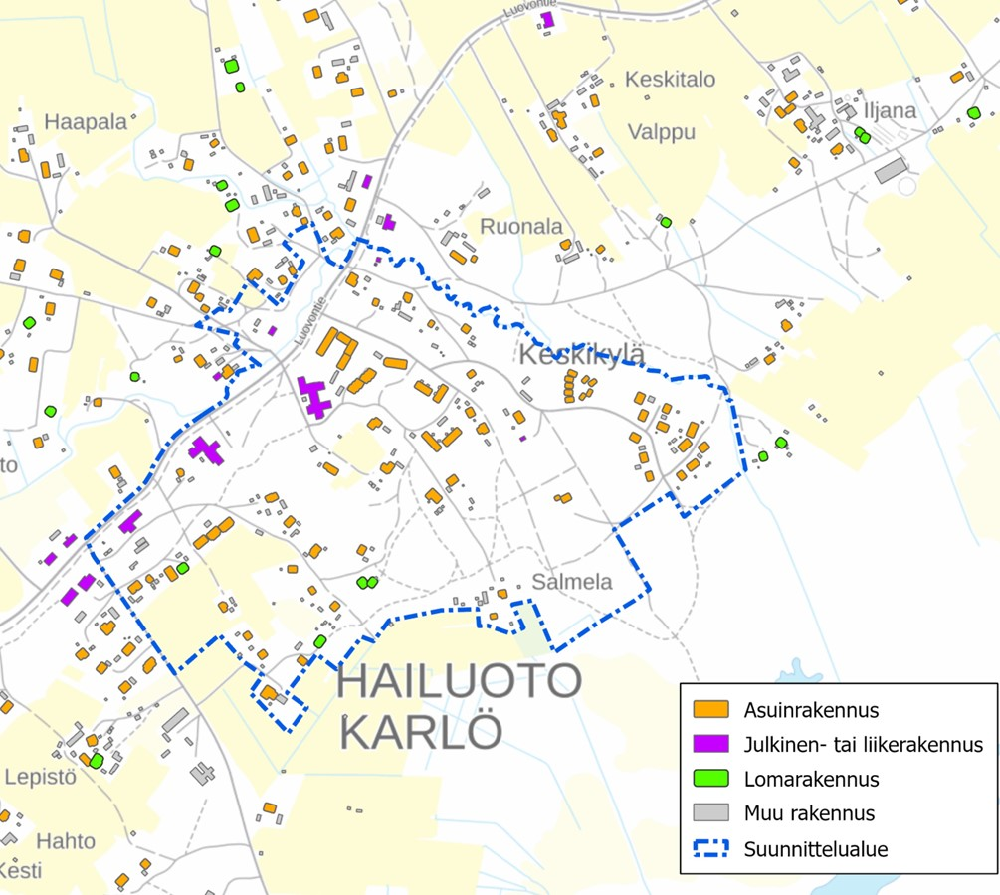 Luovontie
Keskitalo
Iljana
Haapala
Valppu
Ruonala
Luovontie
Keskikylä
to
Salmela
HAILUOTO
KARLÖ
Lepistö
Hahto
Kesti
Asuinrakennus
Julkinen- tai liikerakennus
Lomarakennus
Muu rakennus
Suunnittelualue